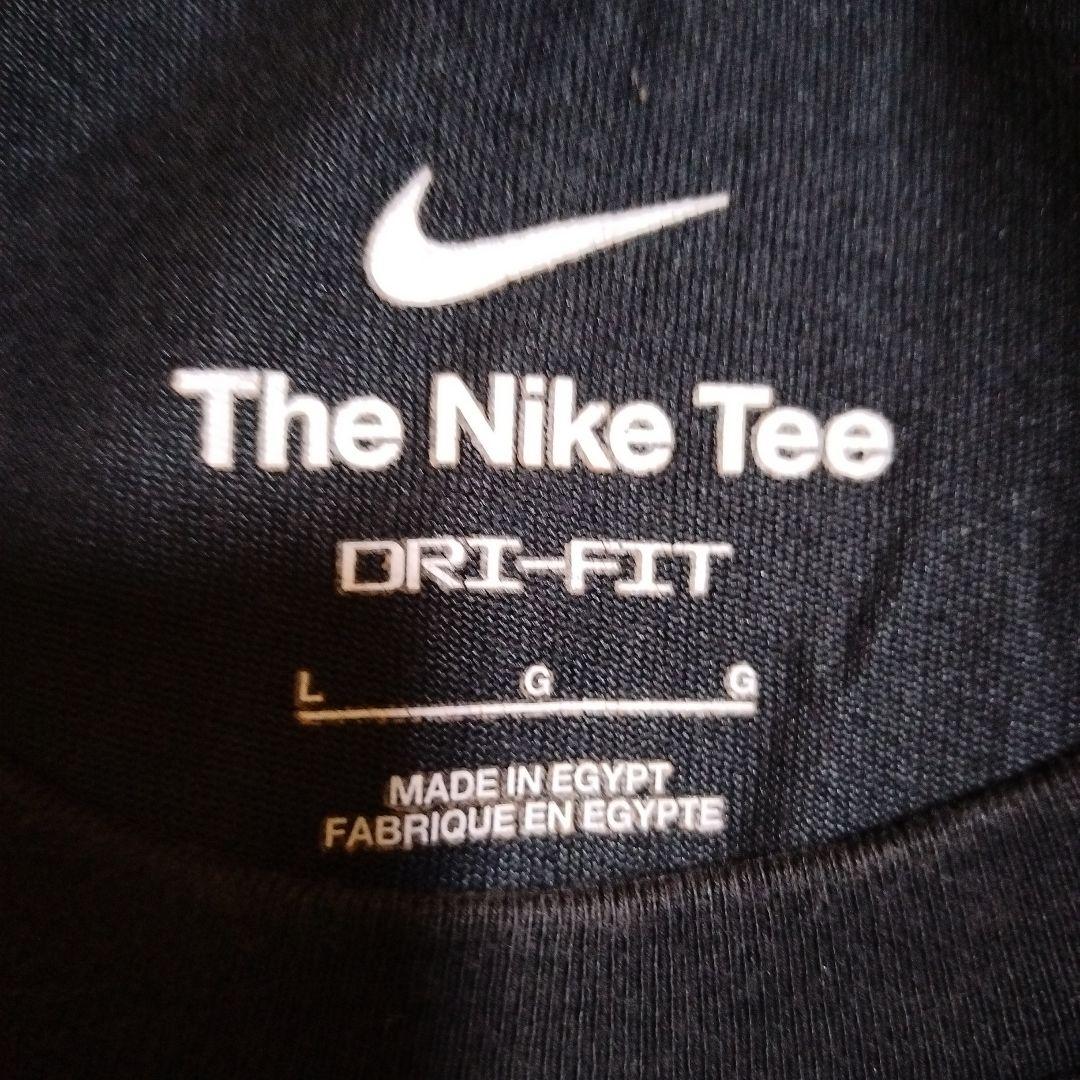 The Nike Tee
DRI-FIT
L G G
MADE IN EGYPT
FABRIQUE EN EGYPTE